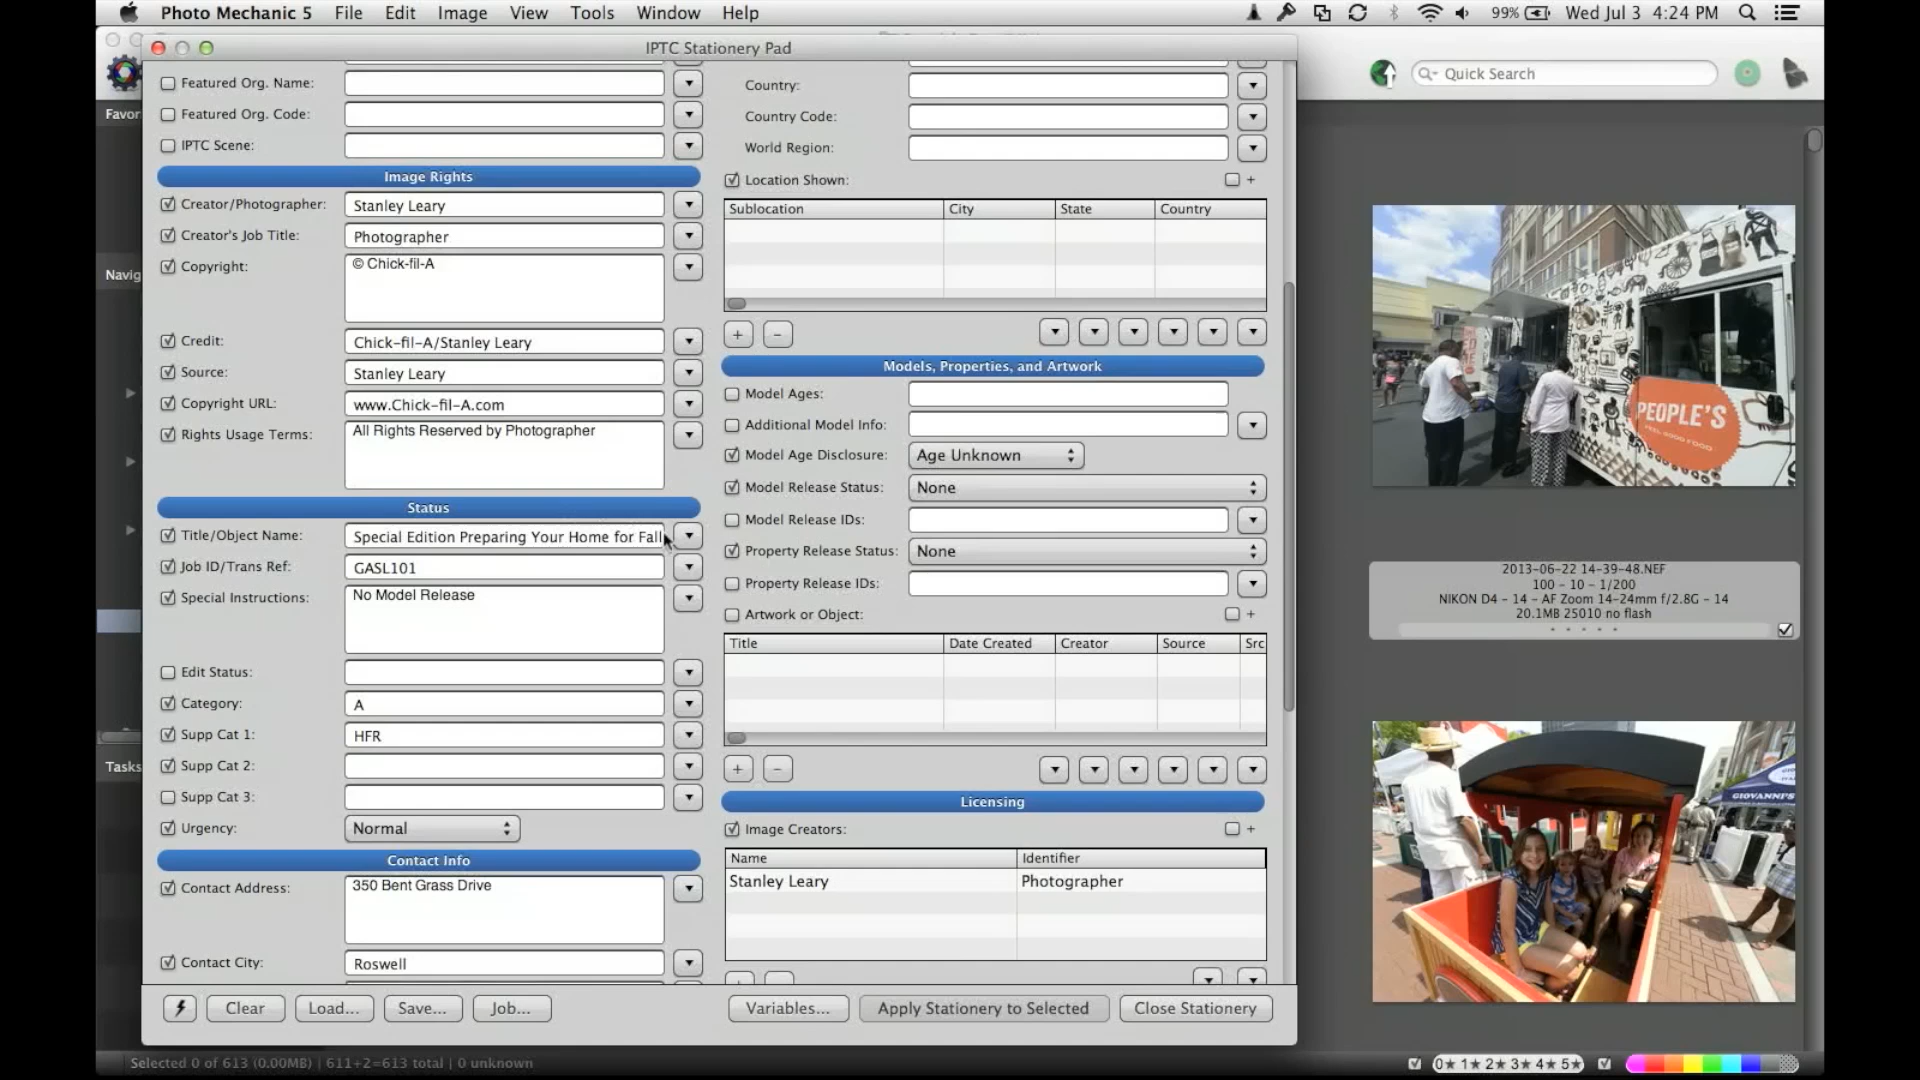 Photo Mechanic 5 File Edit Image View Tools Window Help
99% Wed Jul 3 4:24 PM
IPTC Stationery Pad
Quick Search
Favor
Navig
Tasks
Featured Org. Name:
Featured Org. Code:
IPTC Scene:
Image Rights
Creator/Photographer: Stanley Leary
Creator's Job Title: Photographer
Copyright: © Chick-fil-A
Credit: Chick-fil-A/Stanley Leary
Source: Stanley Leary
Copyright URL: www.Chick-fil-A.com
Rights Usage Terms: All Rights Reserved by Photographer
Status
Title/Object Name: Special Edition Preparing Your Home for Fall
Job ID/Trans Ref: GASL101
Special Instructions: No Model Release
Edit Status:
Category: A
Supp Cat 1: HFR
Supp Cat 2:
Supp Cat 3:
Urgency: Normal
Contact Info
Contact Address: 350 Bent Grass Drive
Contact City: Roswell
Country:
Country Code:
World Region:
Location Shown: +
Sublocation City State Country
+ -
Models, Properties, and Artwork
Model Ages:
Additional Model Info:
Model Age Disclosure: Age Unknown
Model Release Status: None
Model Release IDs:
Property Release Status: None
Property Release IDs:
Artwork or Object: +
Title Date Created Creator Source Src
+ -
Licensing
Image Creators: +
Name Identifier
Stanley Leary Photographer
Clear Load... Save... Job... Variables... Apply Stationery to Selected Close Stationery
PEOPLE'S
FEEL GOOD FOOD
2013-06-22 14-39-48.NEF
100 - 10 - 1/200
NIKON D4 - 14 - AF Zoom 14-24mm f/2.8G - 14
20.1MB 25010 no flash
GIOVANNI'S
Selected 0 of 613 (0.00MB) | 611+2=613 total | 0 unknown
0★ 1★ 2★ 3★ 4★ 5★